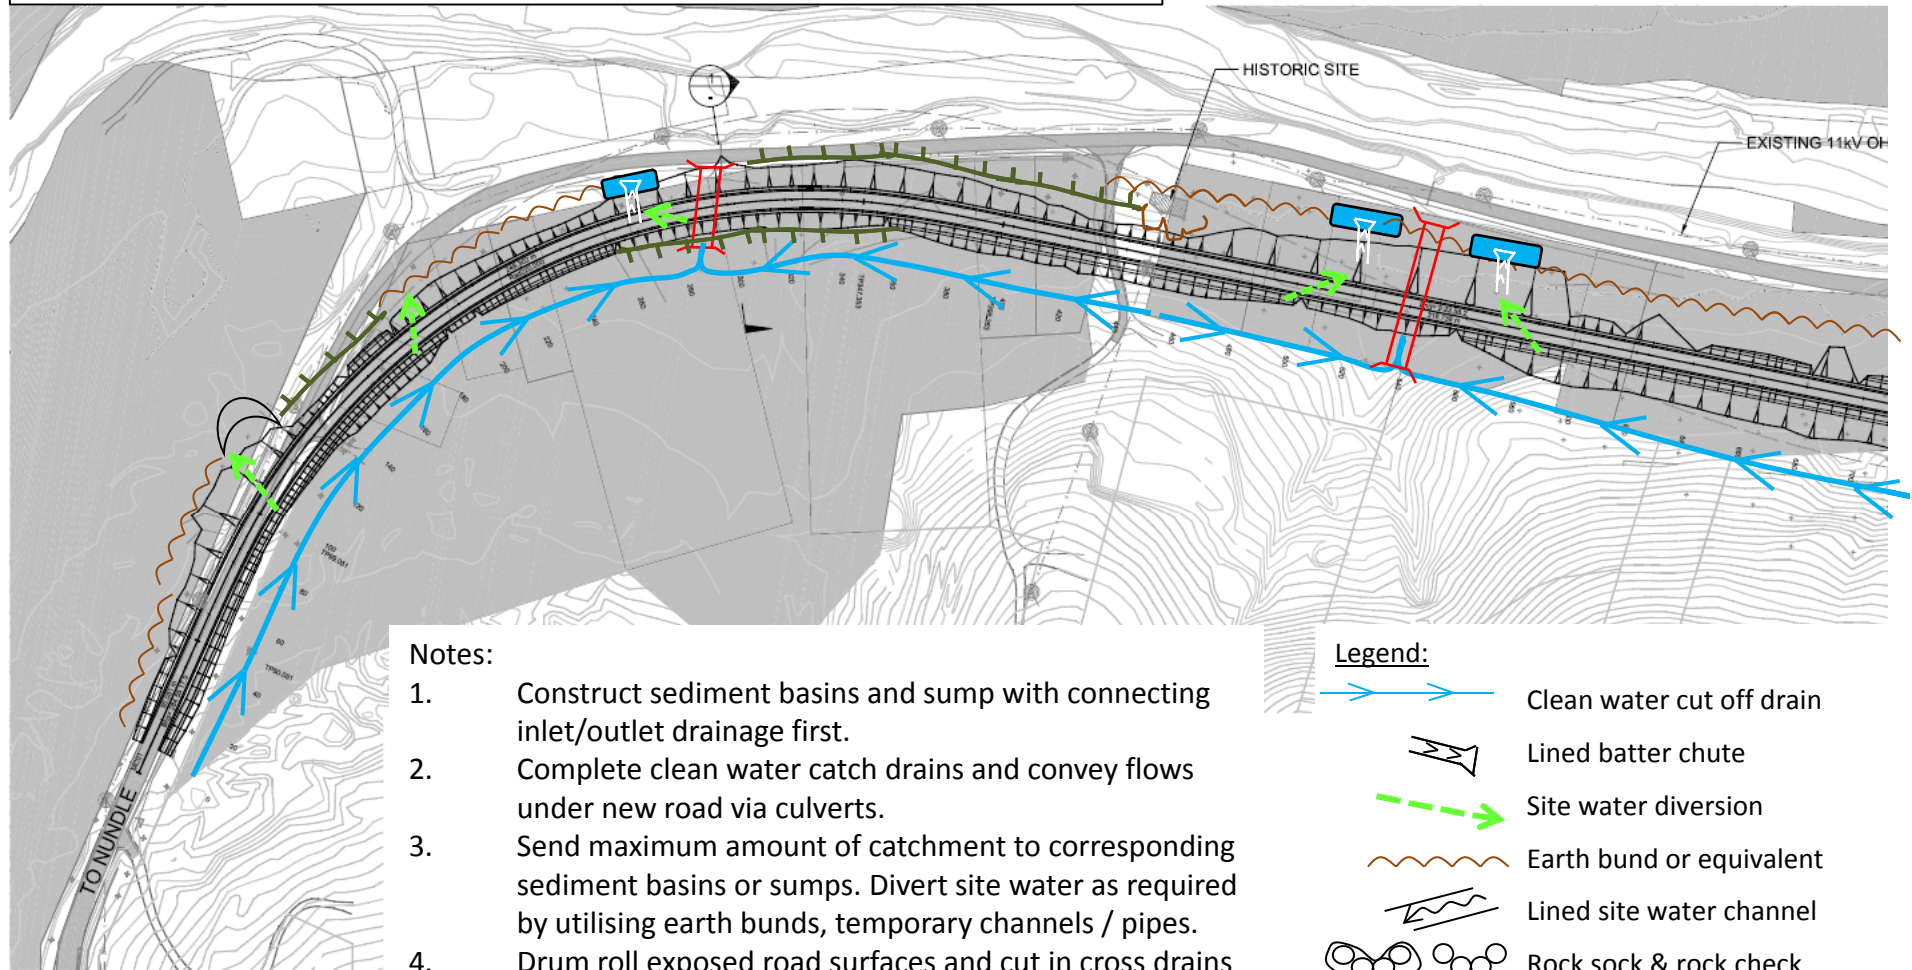 HISTORIC SITE
EXISTING 11kV OH
1
TO NUNDLE
Notes:
1. Construct sediment basins and sump with connecting
inlet/outlet drainage first.
2. Complete clean water catch drains and convey flows
under new road via culverts.
3. Send maximum amount of catchment to corresponding
sediment basins or sumps. Divert site water as required
by utilising earth bunds, temporary channels / pipes.
4. Drum roll exposed road surfaces and cut in cross drains
Legend:
Clean water cut off drain
Lined batter chute
Site water diversion
Earth bund or equivalent
Lined site water channel
Rock sock & rock check